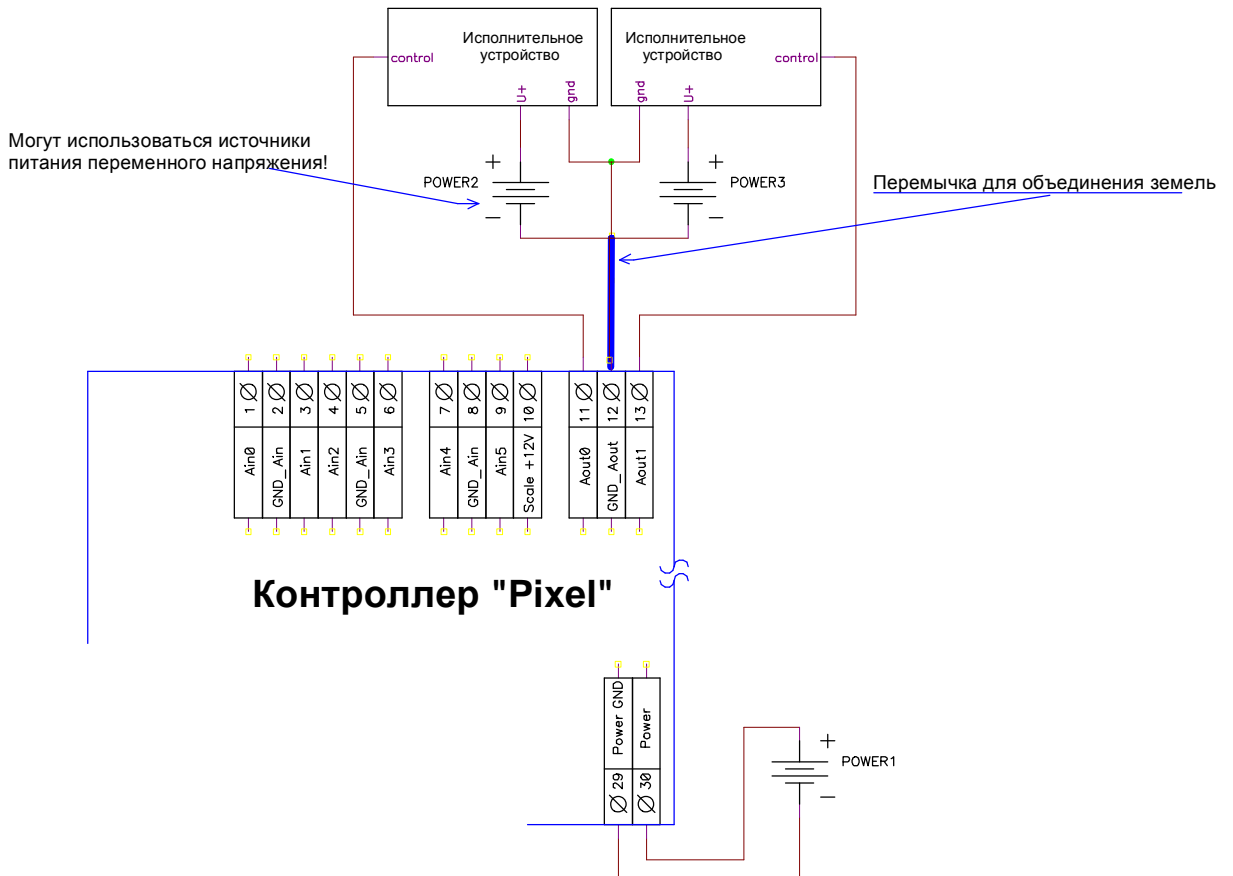 Исполнительное
устройство
Исполнительное
устройство
control
control
U+
gnd
gnd
U+
Могут использоваться источники
питания переменного напряжения!
+
POWER2
−
+
POWER3
−
Перемычка для объединения земель
1
2
3
4
5
6
7
8
9
10
11
12
13
Ain0
GND_Ain
Ain1
Ain2
GND_Ain
Ain3
Ain4
GND_Ain
Ain5
Scale +12V
Aout0
GND_Aout
Aout1
Контроллер "Pixel"
Power GND
Power
29
30
+
POWER1
−